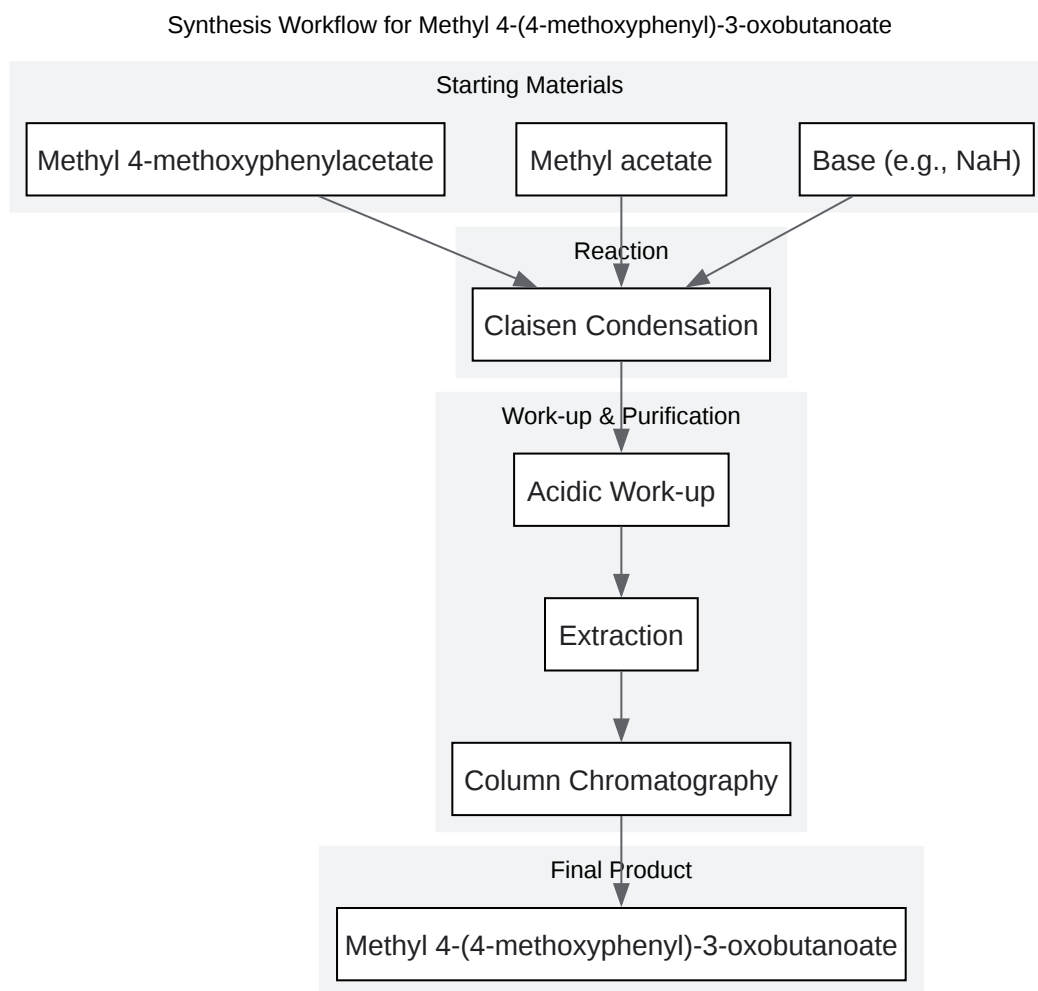 Synthesis Workflow for Methyl 4-(4-methoxyphenyl)-3-oxobutanoate
Starting Materials
Methyl 4-methoxyphenylacetate
Methyl acetate
Base (e.g., NaH)
Reaction
Claisen Condensation
Work-up & Purification
Acidic Work-up
Extraction
Column Chromatography
Final Product
Methyl 4-(4-methoxyphenyl)-3-oxobutanoate